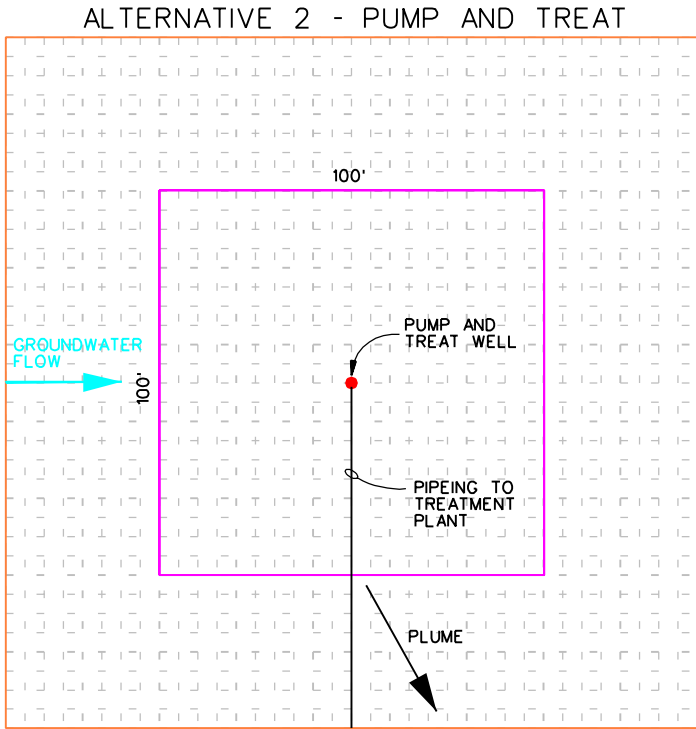 ALTERNATIVE 2 - PUMP AND TREAT
100'
PUMP AND
TREAT WELL
GROUNDWATER
FLOW
100'
PIPEING TO
TREATMENT
PLANT
PLUME